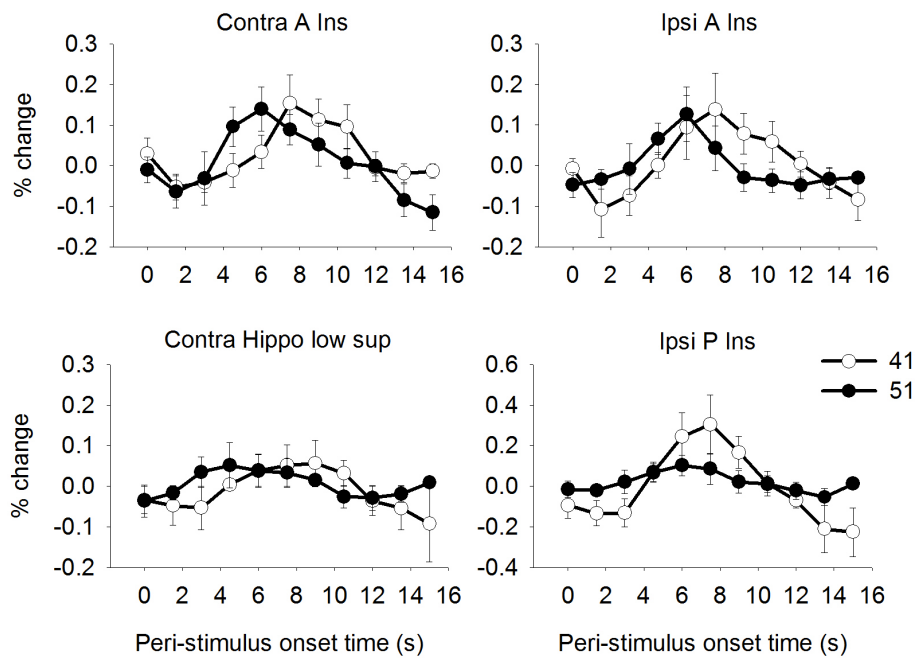 Contra A Ins
Ipsi A Ins
% change
0.3
0.2
0.1
0.0
-0.1
-0.2
0 2 4 6 8 10 12 14 16
0.3
0.2
0.1
0.0
-0.1
-0.2
0 2 4 6 8 10 12 14 16
Contra Hippo low sup
Ipsi P Ins
% change
0.3
0.2
0.1
0.0
-0.1
-0.2
0 2 4 6 8 10 12 14 16
Peri-stimulus onset time (s)
0.6
0.4
0.2
0.0
-0.2
-0.4
0 2 4 6 8 10 12 14 16
Peri-stimulus onset time (s)
41
51